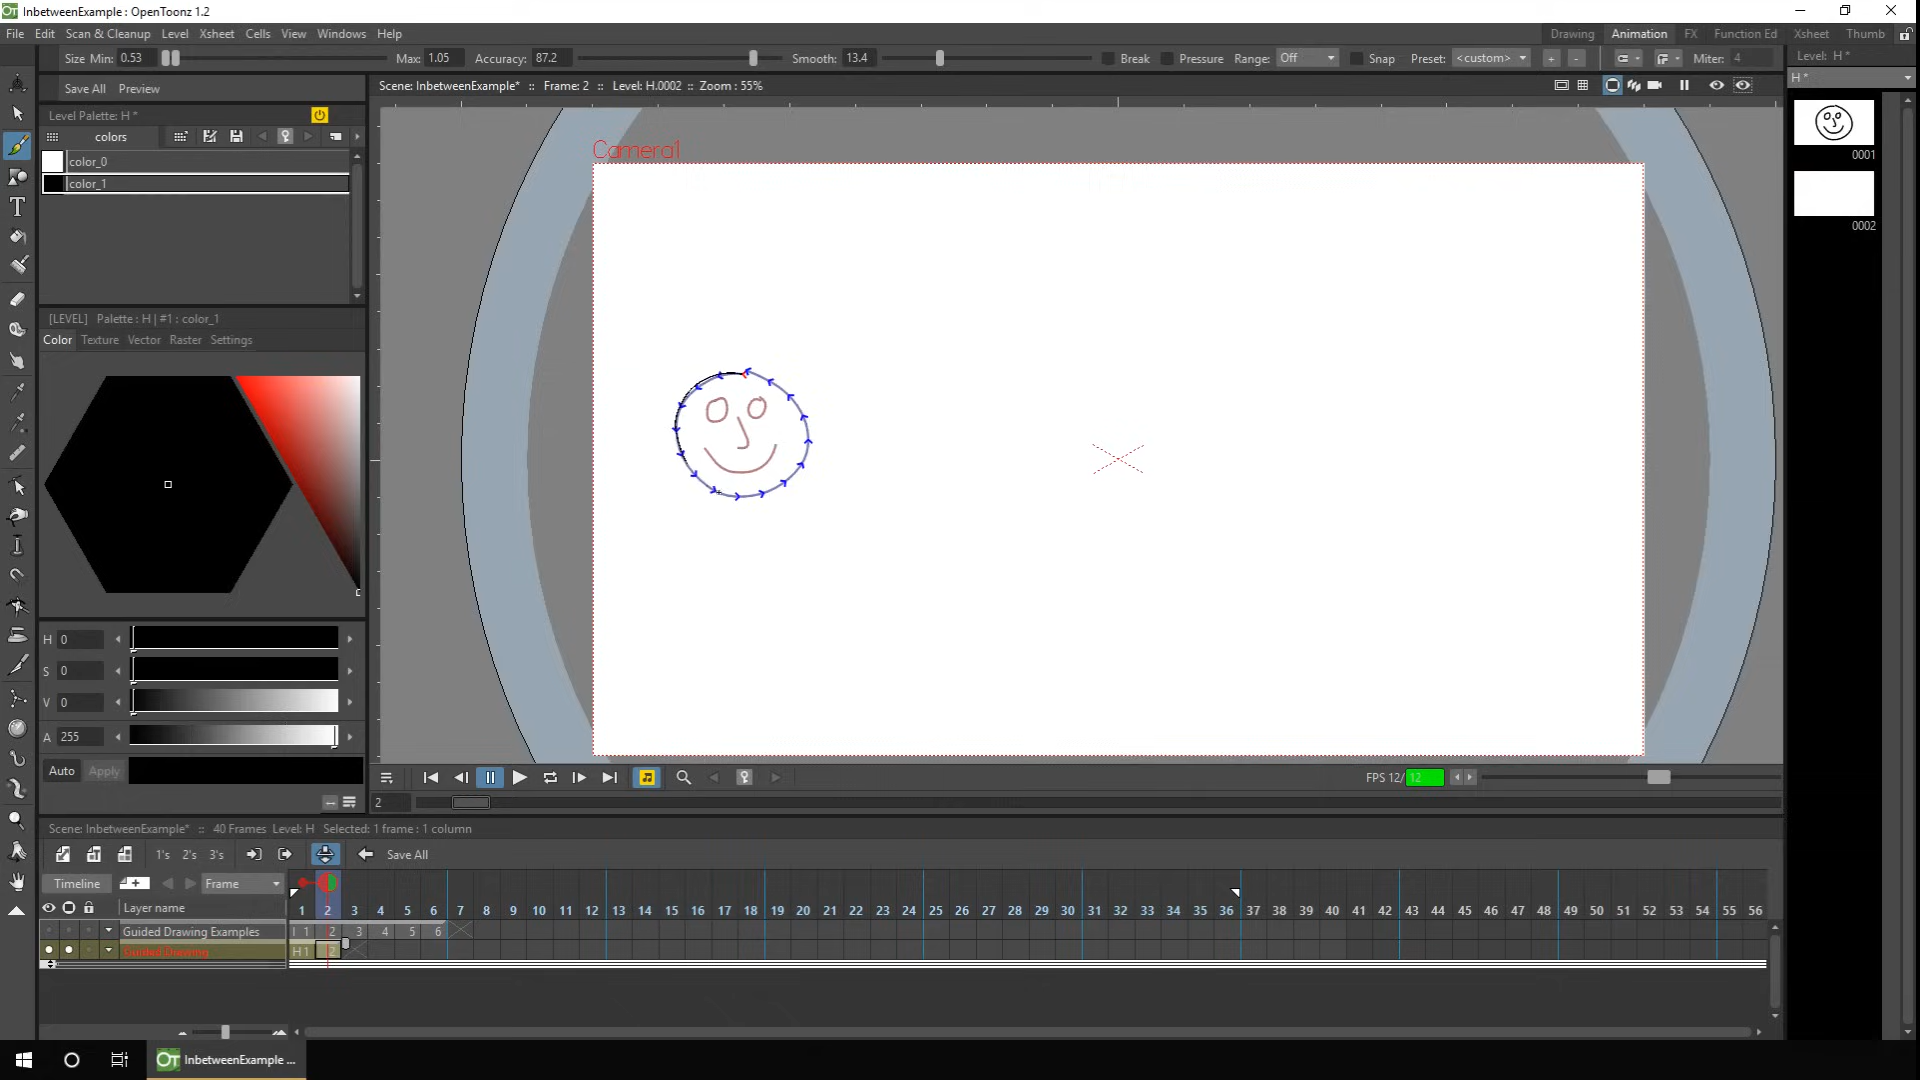 InbetweenExample : OpenToonz 1.2
File Edit Scan & Cleanup Level Xsheet Cells View Windows Help
Drawing Animation FX Function Ed Xsheet Thumb
Size Min: 0.53 Max: 1.05 Accuracy: 87.2 Smooth: 13.4 Break Pressure Range: Off Snap Preset: <custom> + - Miter: 4
Level: H *
H *
Save All Preview
Scene: InbetweenExample* :: Frame: 2 :: Level: H.0002 :: Zoom : 55%
Level Palette: H *
colors
color_0
color_1
Camera1
0001
0002
[LEVEL] Palette : H | #1 : color_1
Color Texture Vector Raster Settings
H 0
S 0
V 0
A 255
Auto Apply
FPS 12/ 12
2
Scene: InbetweenExample* :: 40 Frames Level: H Selected: 1 frame : 1 column
1's 2's 3's Save All
Timeline Frame
Layer name 1 2 3 4 5 6 7 8 9 10 11 12 13 14 15 16 17 18 19 20 21 22 23 24 25 26 27 28 29 30 31 32 33 34 35 36 37 38 39 40 41 42 43 44 45 46 47 48 49 50 51 52 53 54 55 56
Guided Drawing Examples I 1 2 3 4 5 6
Guided Drawing H 1 2
InbetweenExample ...